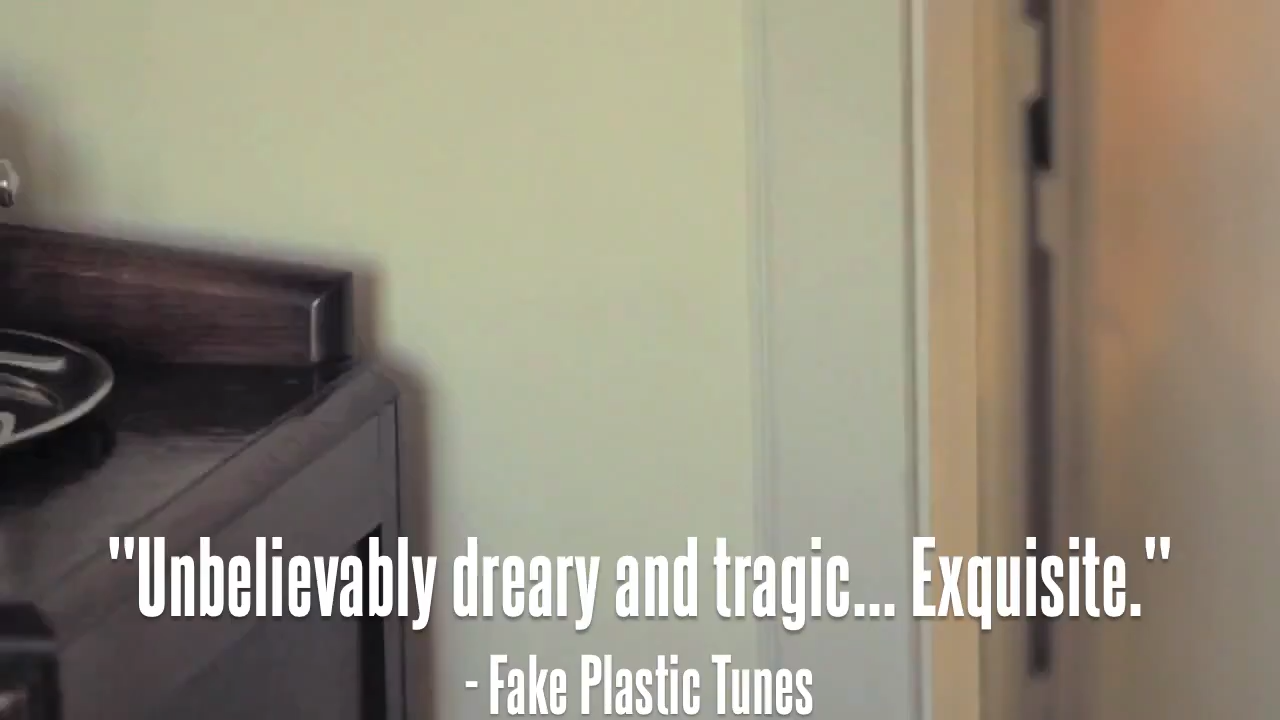 "Unbelievably dreary and tragic... Exquisite."
- Fake Plastic Tunes